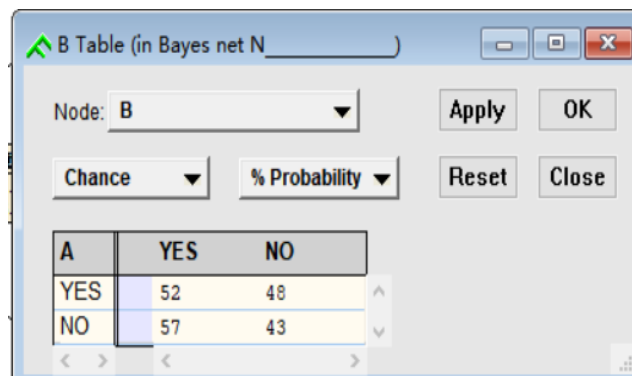 B Table (in Bayes net N____________)
Node: B Apply OK
Chance % Probability Reset Close
A YES NO
YES 52 48
NO 57 43